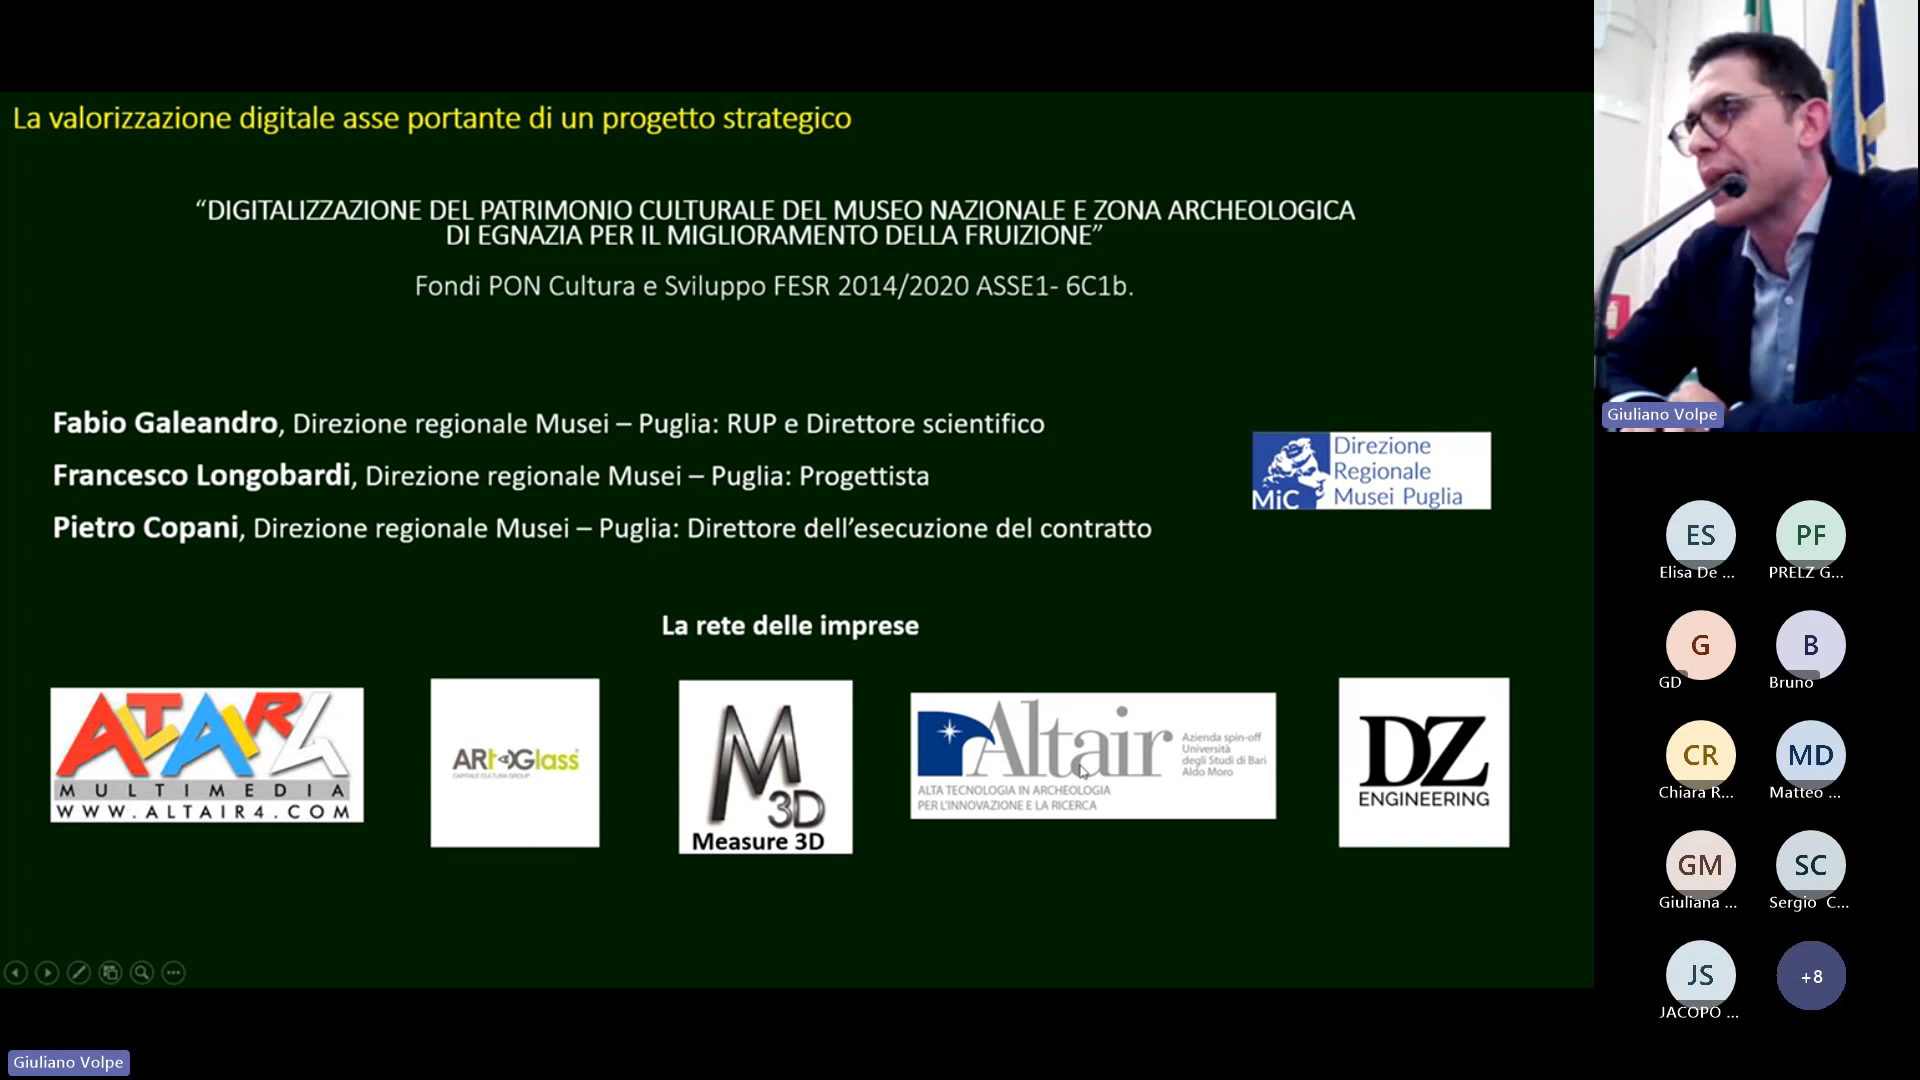 La valorizzazione digitale asse portante di un progetto strategico
“DIGITALIZZAZIONE DEL PATRIMONIO CULTURALE DEL MUSEO NAZIONALE E ZONA ARCHEOLOGICA
DI EGNAZIA PER IL MIGLIORAMENTO DELLA FRUIZIONE”
Fondi PON Cultura e Sviluppo FESR 2014/2020 ASSE1- 6C1b.
Fabio Galeandro, Direzione regionale Musei – Puglia: RUP e Direttore scientifico
Francesco Longobardi, Direzione regionale Musei – Puglia: Progettista
Pietro Copani, Direzione regionale Musei – Puglia: Direttore dell’esecuzione del contratto
MiC
Direzione
Regionale
Musei Puglia
La rete delle imprese
ALTAIR4
MULTIMEDIA
WWW.ALTAIR4.COM
ARtGlass
CAPITALE CULTURA GROUP
M
3D
Measure 3D
Altair
Azienda spin-off
Università
degli Studi di Bari
Aldo Moro
ALTA TECNOLOGIA IN ARCHEOLOGIA
PER L'INNOVAZIONE E LA RICERCA
DZ
ENGINEERING
Giuliano Volpe
Giuliano Volpe
ES
Elisa De ...
PF
PRELZ G...
G
GD
B
Bruno
CR
Chiara R...
MD
Matteo ...
GM
Giuliana ...
SC
Sergio C...
JS
JACOPO ...
+8